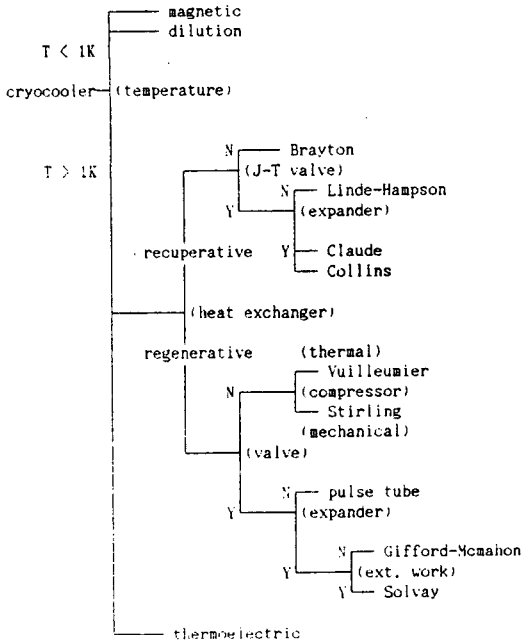 magnetic
dilution
T < 1K
cryocooler (temperature)
N Brayton
T > 1K (J-T valve)
N Linde-Hampson
Y (expander)
recuperative Y Claude
Collins
(heat exchanger)
regenerative (thermal)
Vuilleumier
N (compressor)
Stirling
(mechanical)
(valve)
N pulse tube
Y (expander)
N Gifford-Mcmahon
Y (ext. work)
Y Solvay
thermoelectric